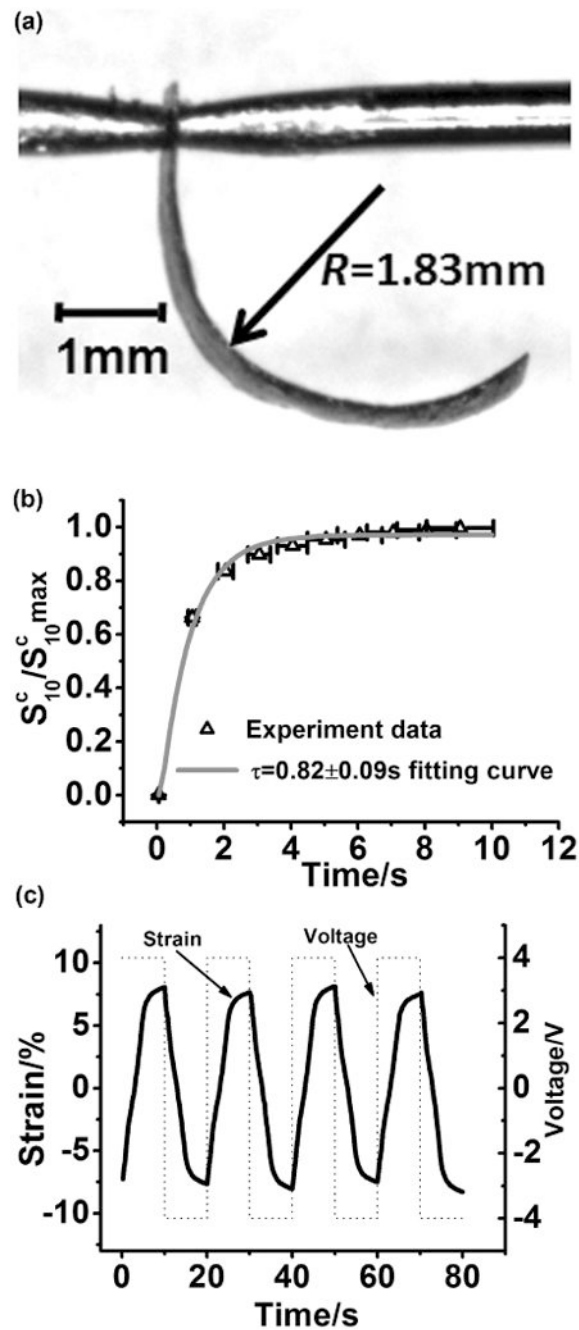 (a)
R=1.83mm
1mm
(b)
S^c_10/S^c_10max
1.0
0.8
0.6
0.4
0.2
0.0
Experiment data
τ=0.82±0.09s fitting curve
0 2 4 6 8 10 12
Time/s
(c)
Strain/%
10
5
0
-5
-10
Strain
Voltage
4
2
0
-2
-4
Voltage/V
0 20 40 60 80
Time/s